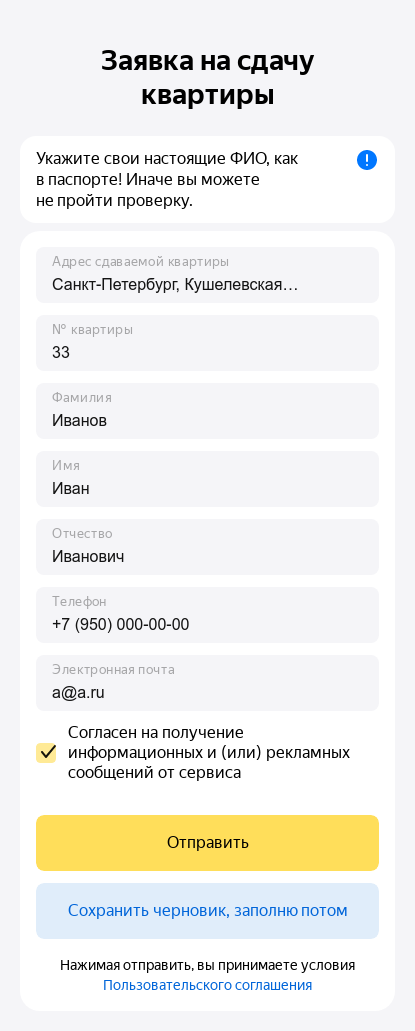 Заявка на сдачу
квартиры
Укажите свои настоящие ФИО, как
в паспорте! Иначе вы можете
не пройти проверку.
Адрес сдаваемой квартиры
Санкт-Петербург, Кушелевская...
№ квартиры
33
Фамилия
Иванов
Имя
Иван
Отчество
Иванович
Телефон
+7 (950) 000-00-00
Электронная почта
a@a.ru
Согласен на получение
информационных и (или) рекламных
сообщений от сервиса
Отправить
Сохранить черновик, заполню потом
Нажимая отправить, вы принимаете условия
Пользовательского соглашения